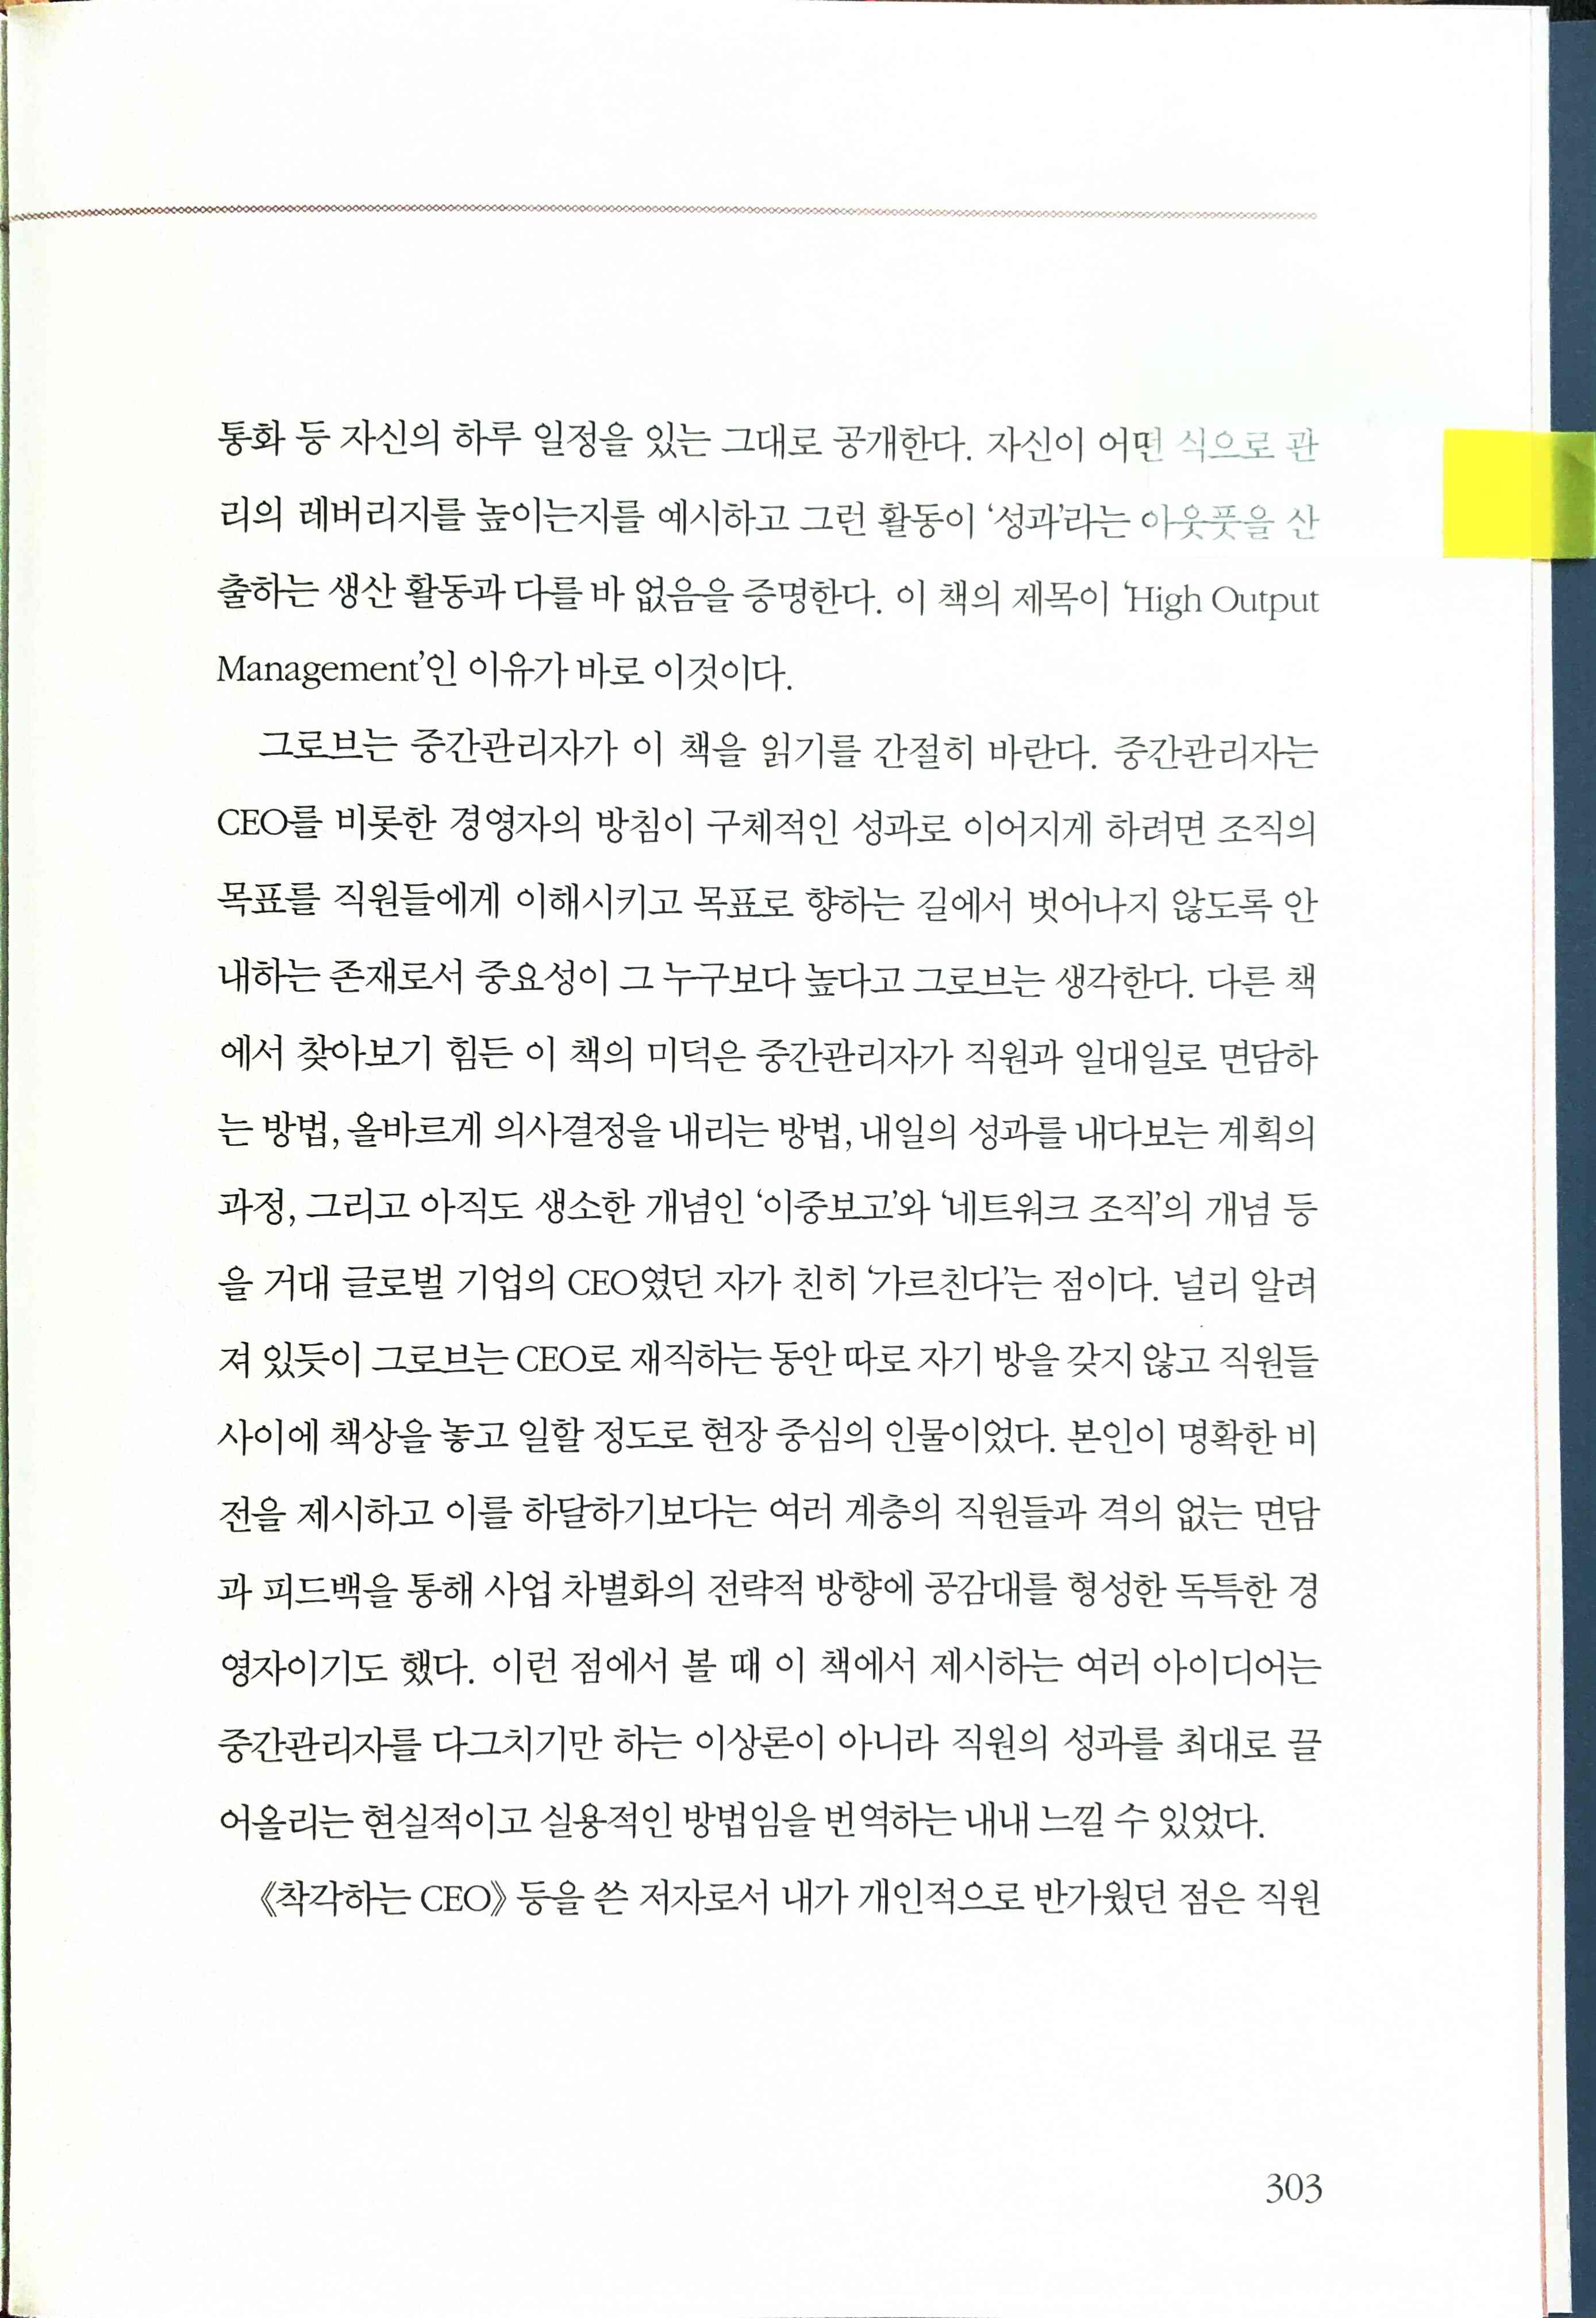 통화 등 자신의 하루 일정을 있는 그대로 공개한다. 자신이 어떤 식으로 관
리의 레버리지를 높이는지를 예시하고 그런 활동이 ‘성과’라는 아웃풋을 산
출하는 생산 활동과 다를 바 없음을 증명한다. 이 책의 제목이 ‘High Output
Management’인 이유가 바로 이것이다.
그로브는 중간관리자가 이 책을 읽기를 간절히 바란다. 중간관리자는
CEO를 비롯한 경영자의 방침이 구체적인 성과로 이어지게 하려면 조직의
목표를 직원들에게 이해시키고 목표로 향하는 길에서 벗어나지 않도록 안
내하는 존재로서 중요성이 그 누구보다 높다고 그로브는 생각한다. 다른 책
에서 찾아보기 힘든 이 책의 미덕은 중간관리자가 직원과 일대일로 면담하
는 방법, 올바르게 의사결정을 내리는 방법, 내일의 성과를 내다보는 계획의
과정, 그리고 아직도 생소한 개념인 ‘이중보고’와 ‘네트워크 조직’의 개념 등
을 거대 글로벌 기업의 CEO였던 자가 친히 ‘가르친다’는 점이다. 널리 알려
져 있듯이 그로브는 CEO로 재직하는 동안 따로 자기 방을 갖지 않고 직원들
사이에 책상을 놓고 일할 정도로 현장 중심의 인물이었다. 본인이 명확한 비
전을 제시하고 이를 하달하기보다는 여러 계층의 직원들과 격의 없는 면담
과 피드백을 통해 사업 차별화의 전략적 방향에 공감대를 형성한 독특한 경
영자이기도 했다. 이런 점에서 볼 때 이 책에서 제시하는 여러 아이디어는
중간관리자를 다그치기만 하는 이상론이 아니라 직원의 성과를 최대로 끌
어올리는 현실적이고 실용적인 방법임을 번역하는 내내 느낄 수 있었다.
《착각하는 CEO》 등을 쓴 저자로서 내가 개인적으로 반가웠던 점은 직원
303